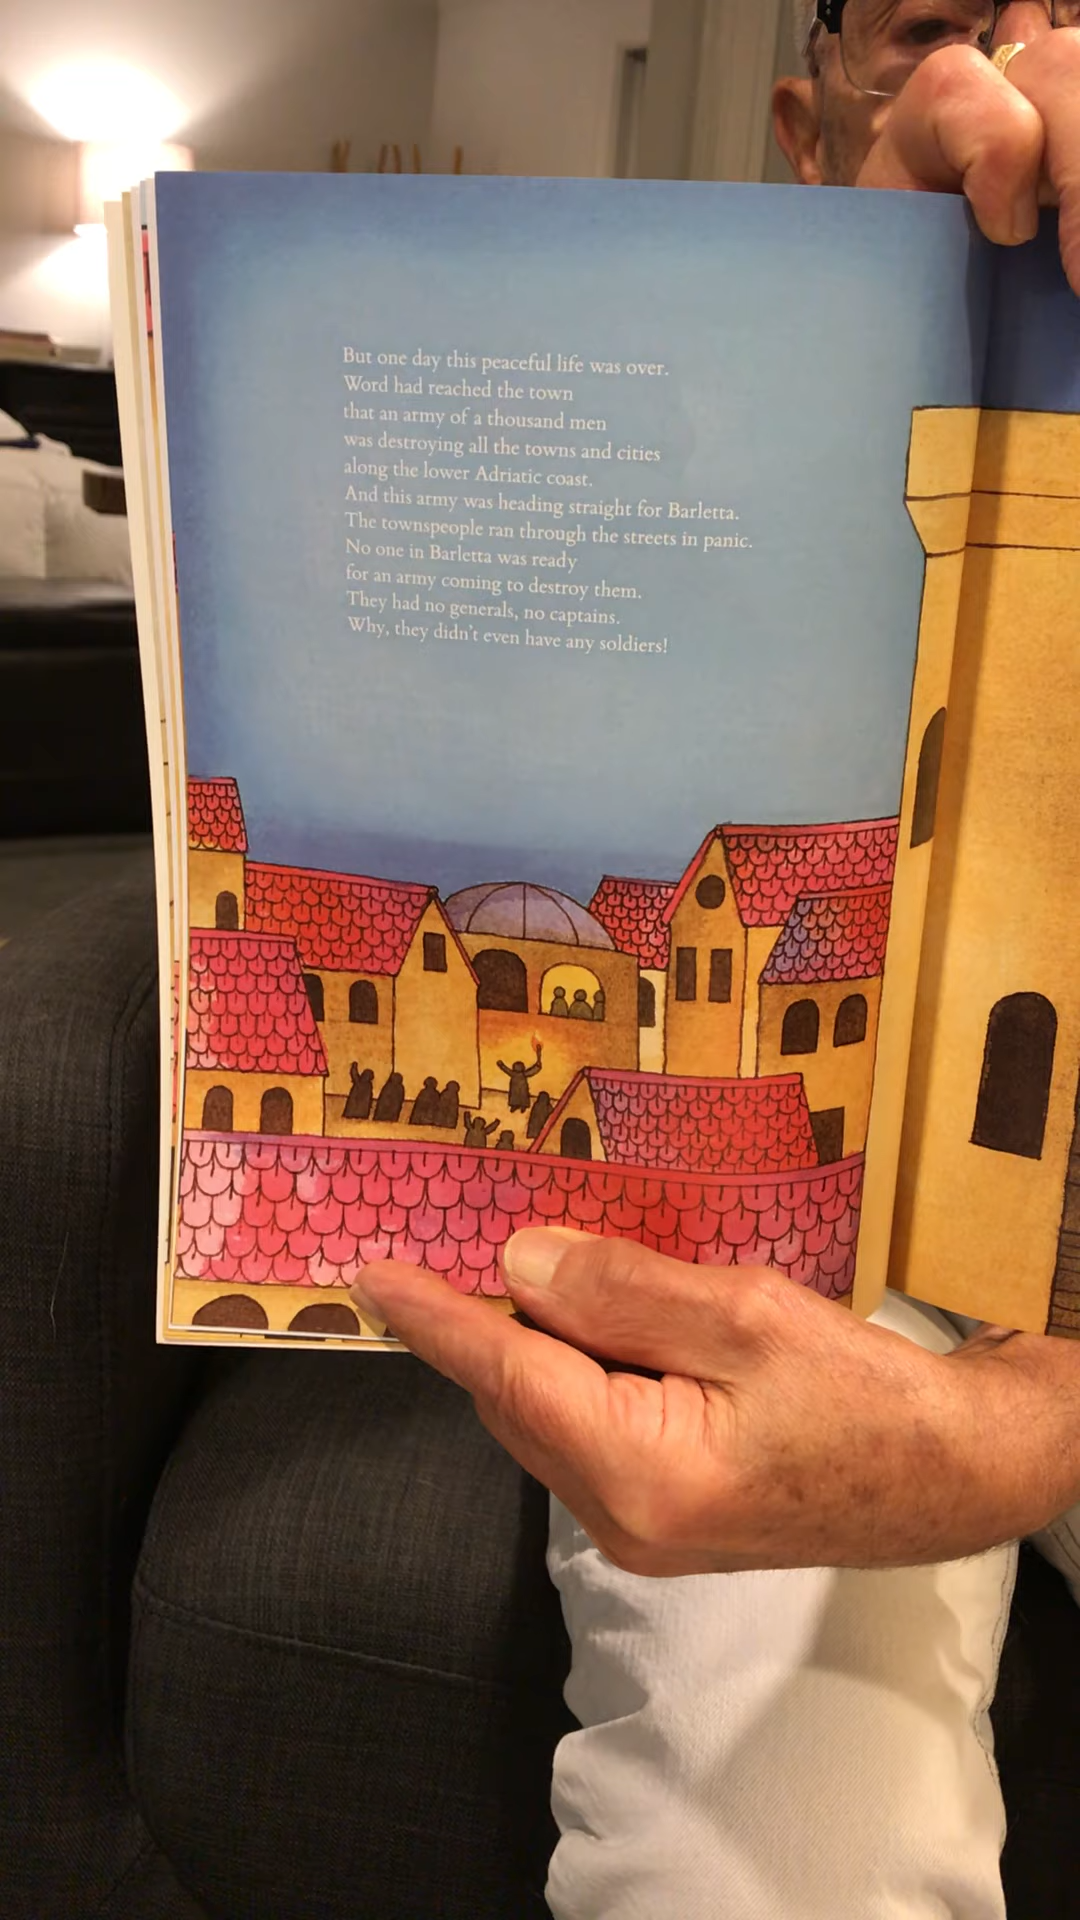 But one day this peaceful life was over.
Word had reached the town
that an army of a thousand men
was destroying all the towns and cities
along the lower Adriatic coast.
And this army was heading straight for Barletta.
The townspeople ran through the streets in panic.
No one in Barletta was ready
for an army coming to destroy them.
They had no generals, no captains.
Why, they didn't even have any soldiers!